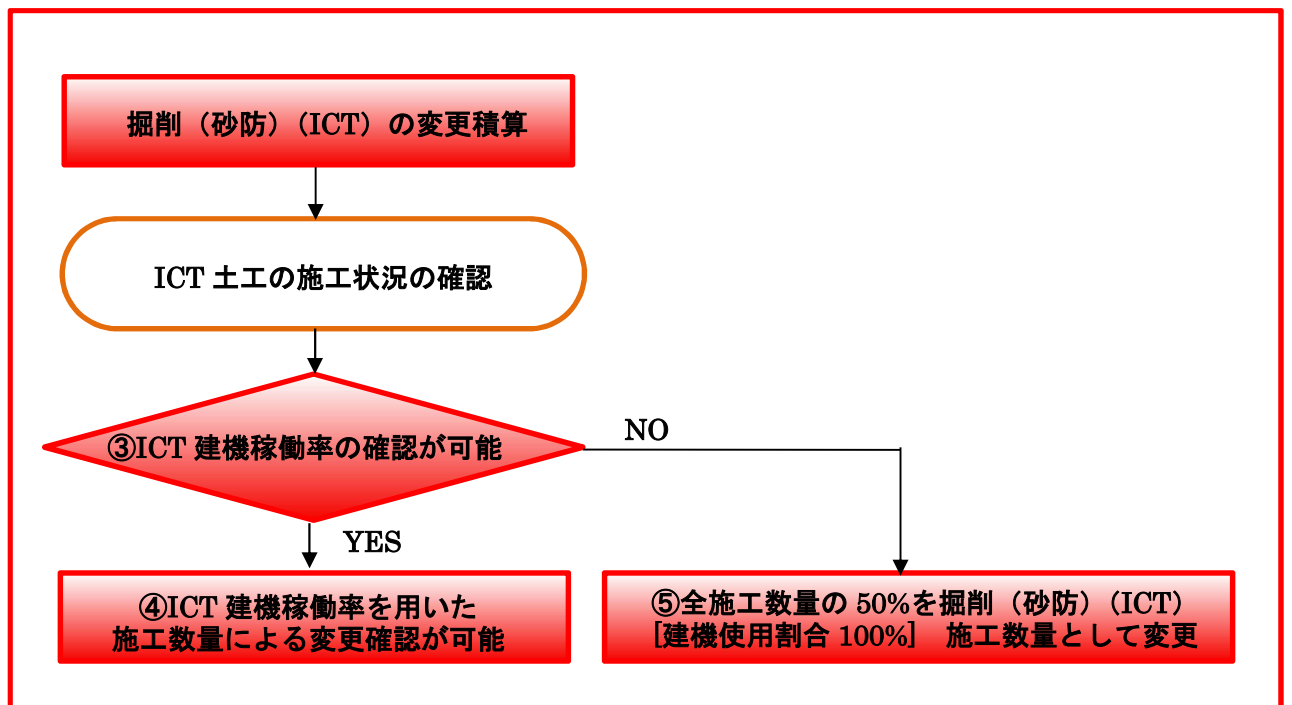 掘削（砂防）（ICT）の変更積算
ICT 土工の施工状況の確認
③ICT 建機稼働率の確認が可能
NO
YES
④ICT 建機稼働率を用いた
施工数量による変更確認が可能
⑤全施工数量の 50%を掘削（砂防）（ICT）
[建機使用割合 100%]　施工数量として変更